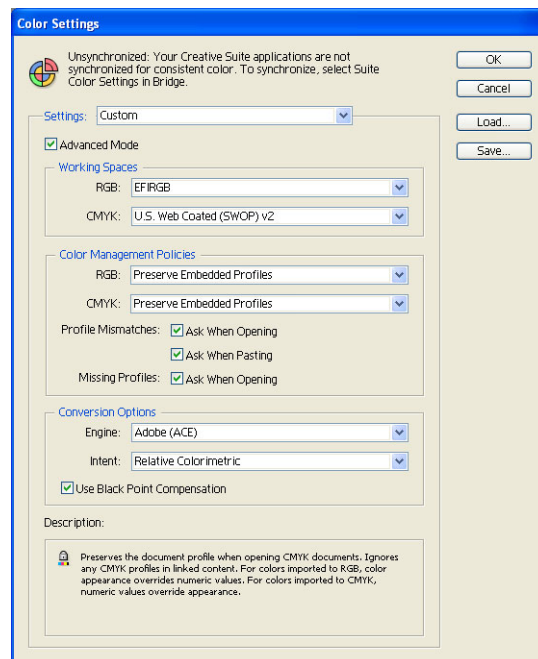 Color Settings
Unsynchronized: Your Creative Suite applications are not
synchronized for consistent color. To synchronize, select Suite
Color Settings in Bridge.
OK
Cancel
Load...
Save...
Settings: Custom
Advanced Mode
Working Spaces
RGB: EFIRGB
CMYK: U.S. Web Coated (SWOP) v2
Color Management Policies
RGB: Preserve Embedded Profiles
CMYK: Preserve Embedded Profiles
Profile Mismatches: Ask When Opening
Ask When Pasting
Missing Profiles: Ask When Opening
Conversion Options
Engine: Adobe (ACE)
Intent: Relative Colorimetric
Use Black Point Compensation
Description:
Preserves the document profile when opening CMYK documents. Ignores
any CMYK profiles in linked content. For colors imported to RGB, color
appearance overrides numeric values. For colors imported to CMYK,
numeric values override appearance.